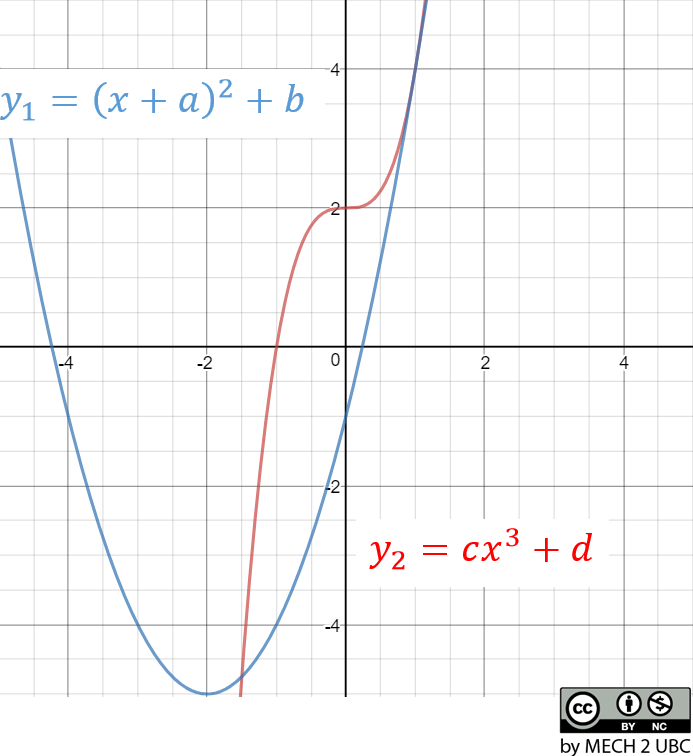 4
y₁ = (x + a)² + b
2
-4 -2 0 2 4
-2
y₂ = cx³ + d
-4
cc BY NC
by MECH 2 UBC